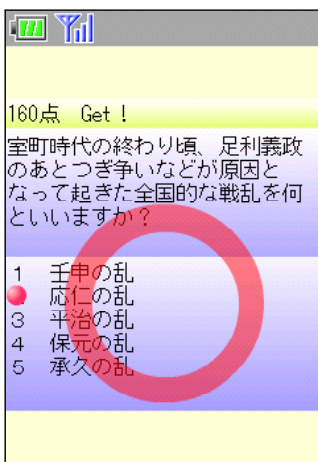 160点 Get！
室町時代の終わり頃、足利義政
のあとつぎ争いなどが原因と
なって起きた全国的な戦乱を何
といいますか？
1 壬申の乱
応仁の乱
3 平治の乱
4 保元の乱
5 承久の乱